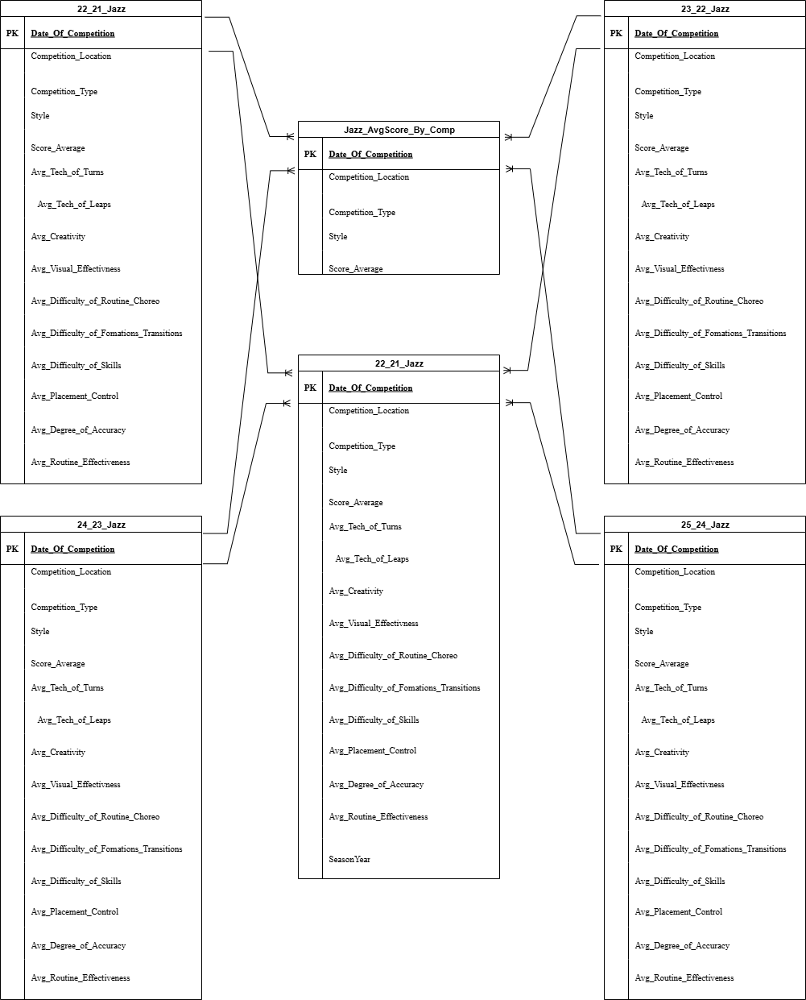 22_21_Jazz
PK Date_Of_Competition
Competition_Location
Competition_Type
Style
Score_Average
Avg_Tech_of_Turns
Avg_Tech_of_Leaps
Avg_Creativity
Avg_Visual_Effectivness
Avg_Difficulty_of_Routine_Choreo
Avg_Difficulty_of_Fomations_Transitions
Avg_Difficulty_of_Skills
Avg_Placement_Control
Avg_Degree_of_Accuracy
Avg_Routine_Effectiveness
23_22_Jazz
PK Date_Of_Competition
Competition_Location
Competition_Type
Style
Score_Average
Avg_Tech_of_Turns
Avg_Tech_of_Leaps
Avg_Creativity
Avg_Visual_Effectivness
Avg_Difficulty_of_Routine_Choreo
Avg_Difficulty_of_Fomations_Transitions
Avg_Difficulty_of_Skills
Avg_Placement_Control
Avg_Degree_of_Accuracy
Avg_Routine_Effectiveness
Jazz_AvgScore_By_Comp
PK Date_Of_Competition
Competition_Location
Competition_Type
Style
Score_Average
22_21_Jazz
PK Date_Of_Competition
Competition_Location
Competition_Type
Style
Score_Average
Avg_Tech_of_Turns
Avg_Tech_of_Leaps
Avg_Creativity
Avg_Visual_Effectivness
Avg_Difficulty_of_Routine_Choreo
Avg_Difficulty_of_Fomations_Transitions
Avg_Difficulty_of_Skills
Avg_Placement_Control
Avg_Degree_of_Accuracy
Avg_Routine_Effectiveness
SeasonYear
24_23_Jazz
PK Date_Of_Competition
Competition_Location
Competition_Type
Style
Score_Average
Avg_Tech_of_Turns
Avg_Tech_of_Leaps
Avg_Creativity
Avg_Visual_Effectivness
Avg_Difficulty_of_Routine_Choreo
Avg_Difficulty_of_Fomations_Transitions
Avg_Difficulty_of_Skills
Avg_Placement_Control
Avg_Degree_of_Accuracy
Avg_Routine_Effectiveness
25_24_Jazz
PK Date_Of_Competition
Competition_Location
Competition_Type
Style
Score_Average
Avg_Tech_of_Turns
Avg_Tech_of_Leaps
Avg_Creativity
Avg_Visual_Effectivness
Avg_Difficulty_of_Routine_Choreo
Avg_Difficulty_of_Fomations_Transitions
Avg_Difficulty_of_Skills
Avg_Placement_Control
Avg_Degree_of_Accuracy
Avg_Routine_Effectiveness